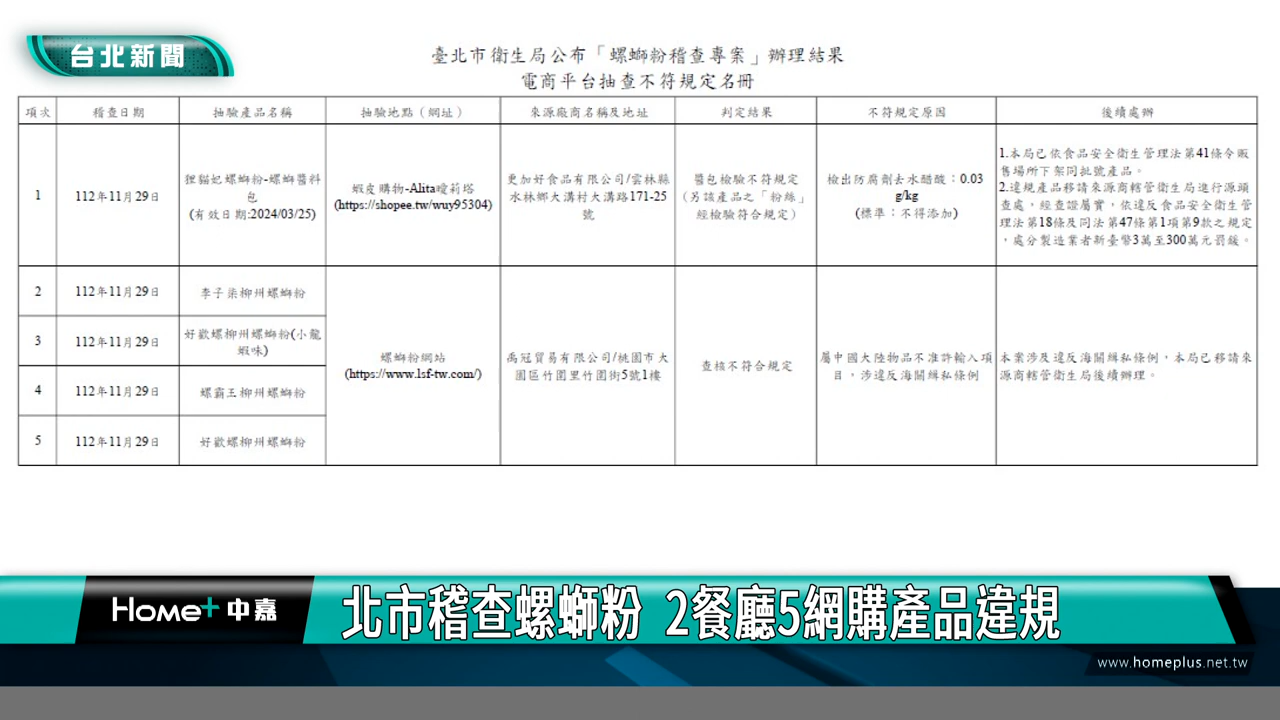 台北新聞
臺北市衛生局公布「螺螄粉稽查專案」辦理結果
電商平台抽查不符規定名冊
項次 稽查日期 抽驗產品名稱 抽驗地點（網址） 來源廠商名稱及地址 判定結果 不符規定原因 後續處辦
1 112年11月29日
狸貓妃螺螄粉-螺螄醬料
包
(有效日期:2024/03/25)
蝦皮購物-Alita曖莉塔
(https://shopee.tw/wuy95304)
更加好食品有限公司/雲林縣
水林鄉大溝村大溝路171-25
號
醬包檢驗不符規定
(另該產品之「粉絲」
經檢驗符合規定)
檢出防腐劑去水醋酸：0.03
g/kg
(標準：不得添加)
1.本局已依食品安全衛生管理法第41條令販
售場所下架同批號產品。
2.違規產品移請來源商轄管衛生局進行源頭
查處，經查證屬實，依違反食品安全衛生管
理法第18條及同法第47條第1項第9款之規定
，處分製造業者新臺幣3萬至300萬元罰鍰。
2 112年11月29日 李子柒柳州螺螄粉
3 112年11月29日 好歡螺柳州螺螄粉(小龍
蝦味)
4 112年11月29日 螺霸王柳州螺螄粉
5 112年11月29日 好歡螺柳州螺螄粉
螺螄粉網站
(https://www.lsf-tw.com/)
禹冠貿易有限公司/桃園市大
園區竹圍里竹圍街5號1樓
查核不符合規定
屬中國大陸物品不准許輸入項
目，涉違反海關緝私條例
本案涉及違反海關緝私條例，本局已移請來
源商轄管衛生局後續辦理。
Home+中嘉
北市稽查螺螄粉 2餐廳5網購產品違規
www.homeplus.net.tw